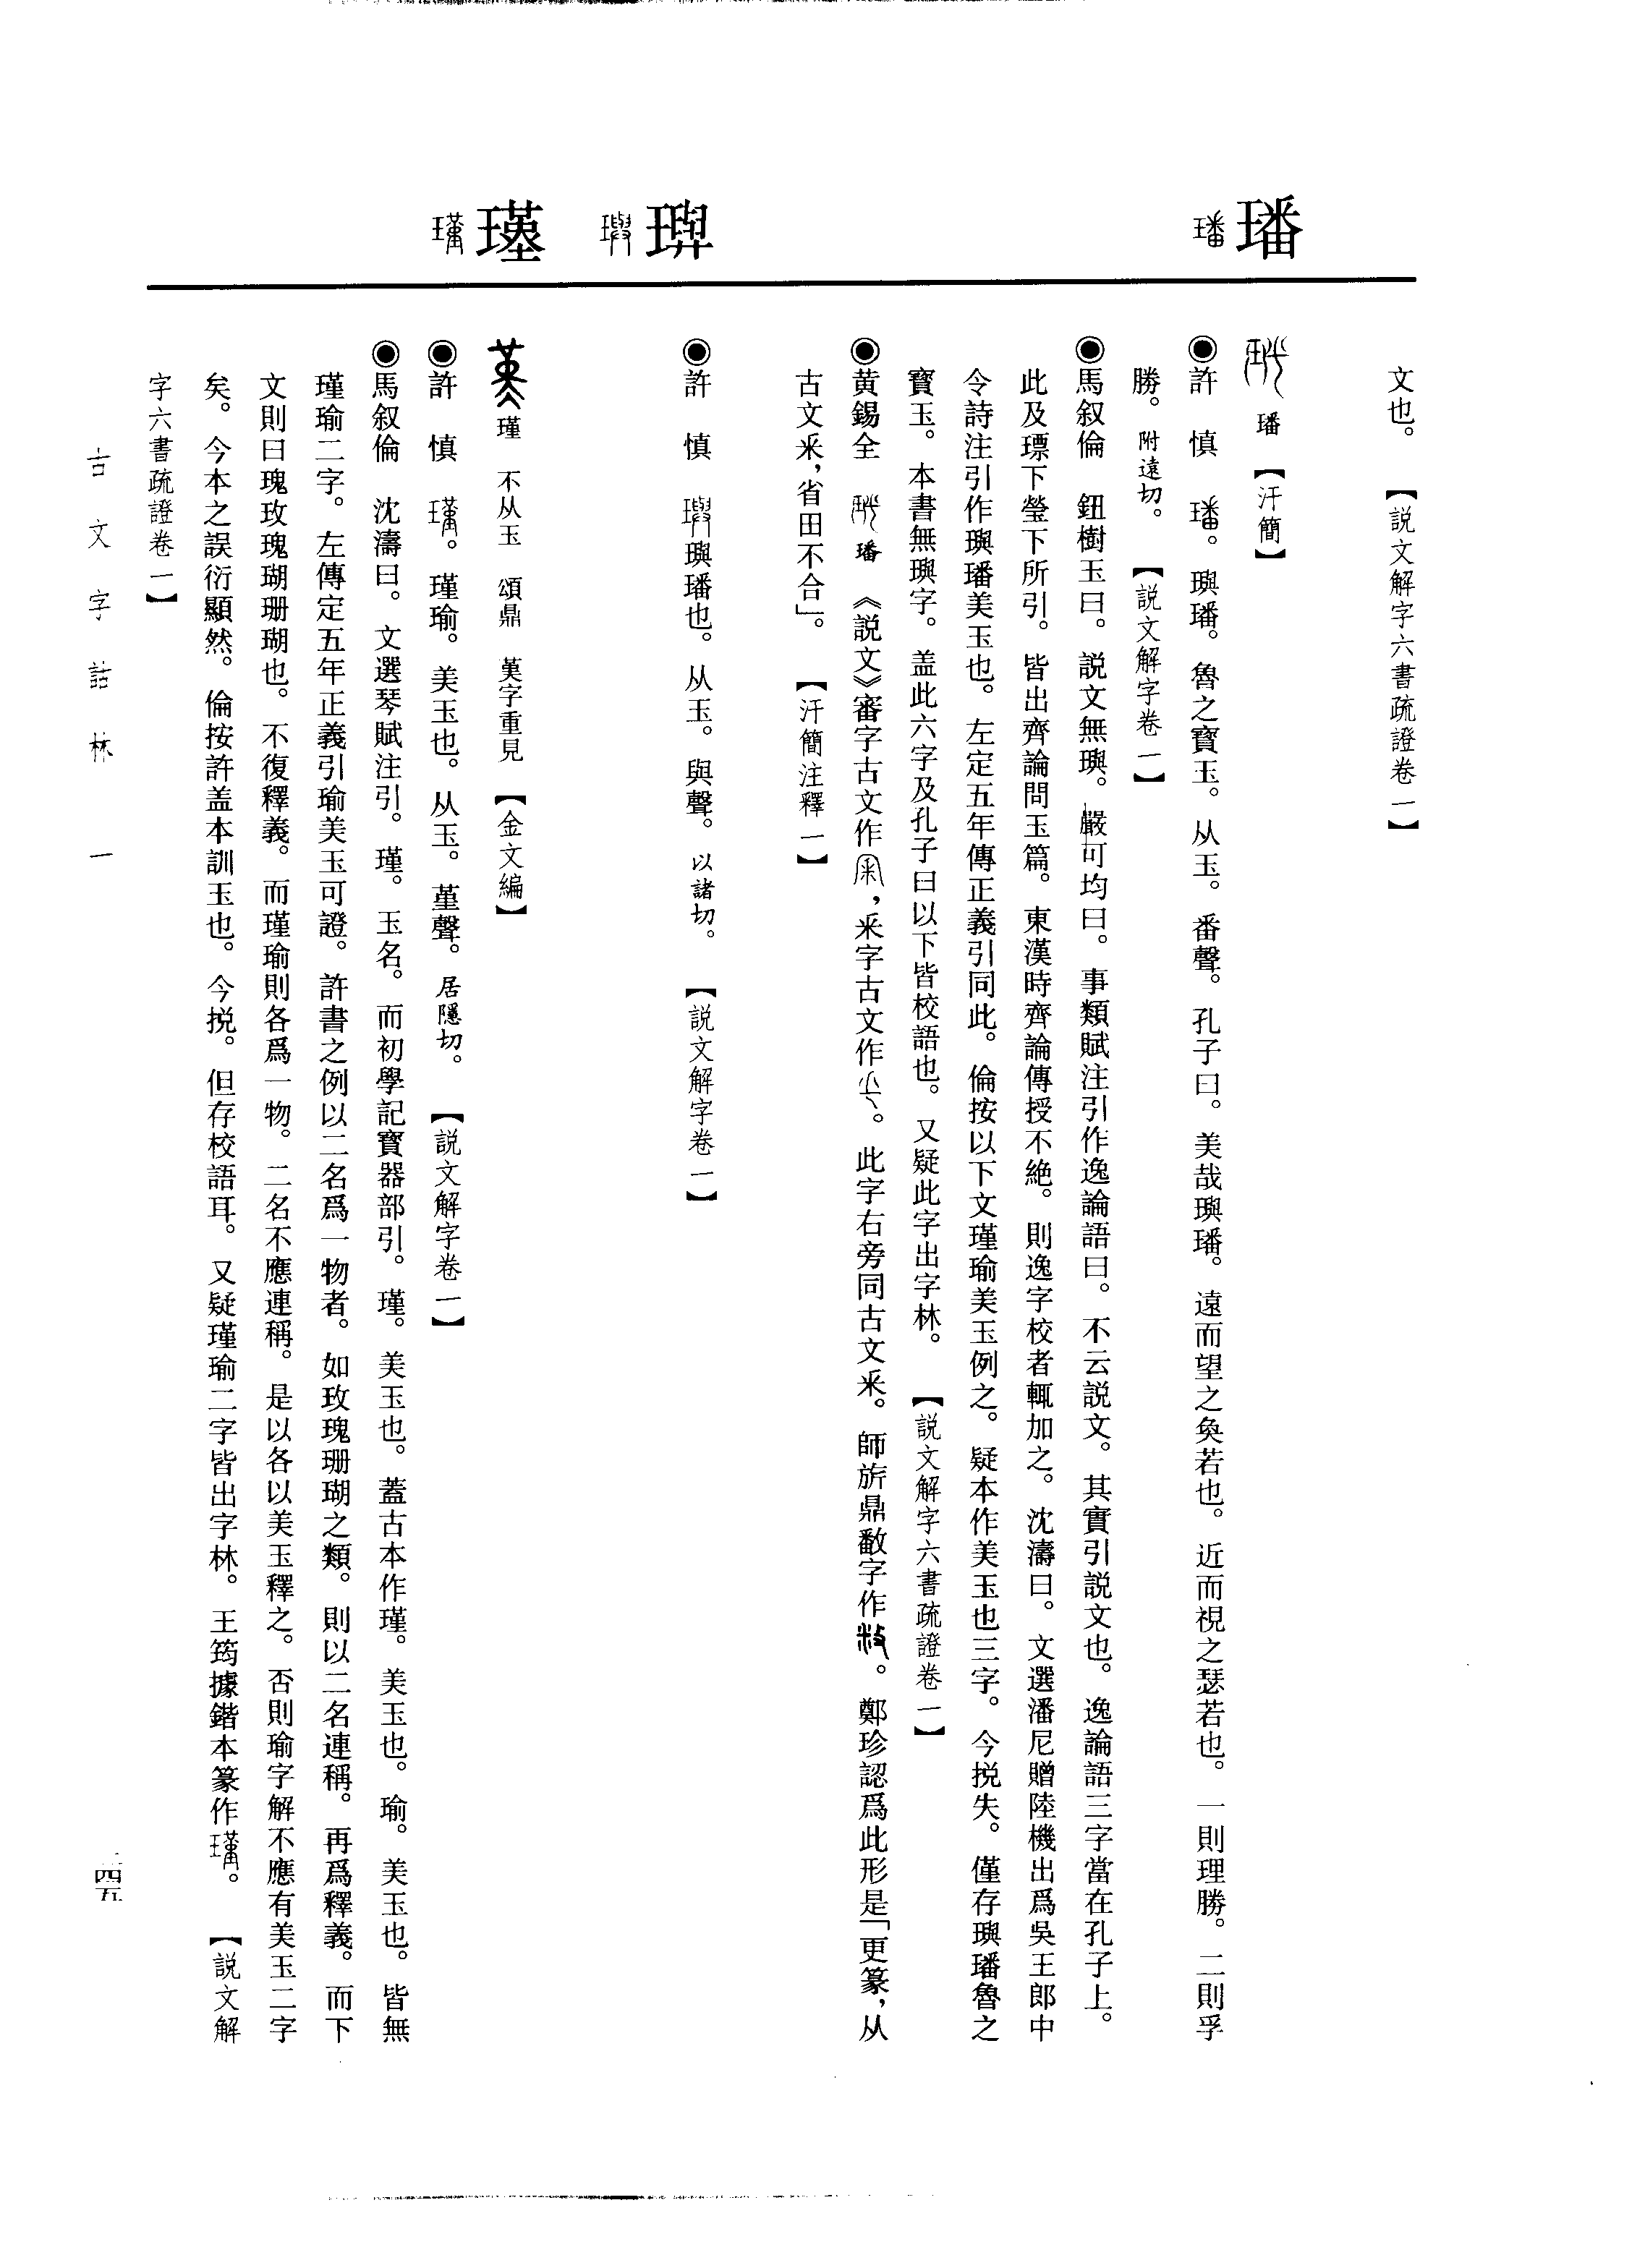 璠 璠
璵 璵
瑾 瑾
文也。【説文解字六書疏證卷一】
璠【汗簡】
◉許 慎 璠。璵璠。魯之寶玉。从玉。番聲。孔子曰。美哉璵璠。遠而望之奐若也。近而視之瑟若也。一則理勝。二則孚
勝。附遠切。【説文解字卷一】
◉馬叙倫 鈕樹玉曰。説文無璵。嚴可均曰。事類賦注引作逸論語曰。不云説文。其實引説文也。逸論語三字當在孔子上。
此及瓅下瑩下所引。皆出齊論問玉篇。東漢時齊論傳授不絶。則逸字校者輒加之。沈濤曰。文選潘尼贈陸機出爲吳王郎中
令詩注引作璵璠美玉也。左定五年傳正義引同此。倫按以下文瑾瑜美玉例之。疑本作美玉也三字。今挩失。僅存璵璠魯之
寶玉。本書無璵字。盖此六字及孔子曰以下皆校語也。又疑此字出字林。【説文解字六書疏證卷一】
◉黃錫全 璠 《説文》審字古文作，釆字古文作。此字右旁同古文釆。師旂鼎播字作。鄭珍認爲此形是「更篆，从
古文釆，省田不合」。【汗簡注釋一】
◉許 慎 璵璵璠也。从玉。與聲。以諸切。【説文解字卷一】
瑾 不从玉 頌鼎 堇字重見【金文編】
◉許 慎 瑾。瑾瑜。美玉也。从玉。堇聲。居隱切。【説文解字卷一】
◉馬叙倫 沈濤曰。文選琴賦注引。瑾。玉名。而初學記寶器部引。瑾。美玉也。蓋古本作瑾。美玉也。瑜。美玉也。皆無
瑾瑜二字。左傳定五年正義引瑜美玉可證。許書之例以二名爲一物者。如玫瑰珊瑚之類。則以二名連稱。再爲釋義。而下
文則曰瑰玫瑰瑚珊瑚也。不復釋義。而瑾瑜則各爲一物。二名不應連稱。是以各以美玉釋之。否則瑜字解不應有美玉二字
矣。今本之誤衍顯然。倫按許盖本訓玉也。今挩。但存校語耳。又疑瑾瑜二字皆出字林。王筠據鍇本篆作瑾。【説文解
字六書疏證卷一】
古文字詁林 一
二四五